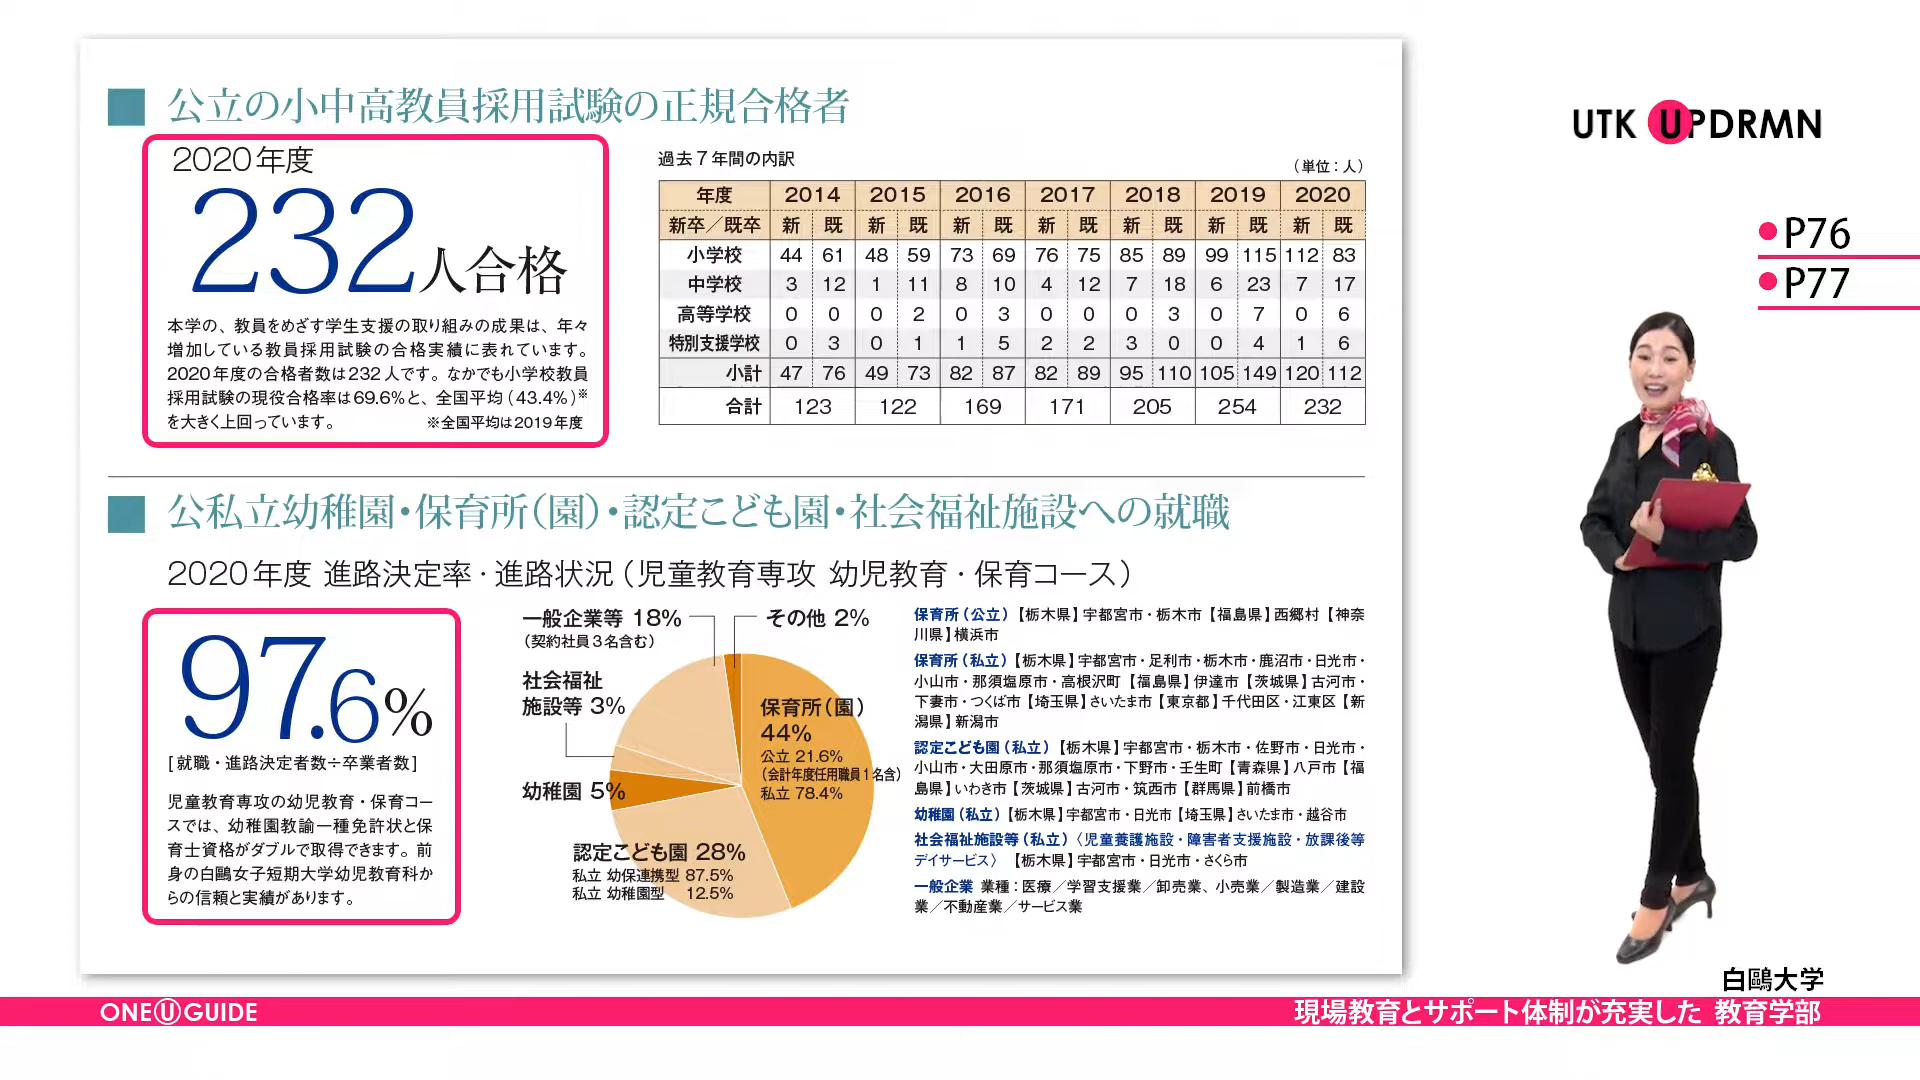 公立の小中高教員採用試験の正規合格者
2020年度
232人合格
本学の、教員をめざす学生支援の取り組みの成果は、年々
増加している教員採用試験の合格実績に表れています。
2020年度の合格者数は232人です。なかでも小学校教員
採用試験の現役合格率は69.6%と、全国平均(43.4%)※
を大きく上回っています。
※全国平均は2019年度
過去7年間の内訳
(単位:人)
年度 2014 2015 2016 2017 2018 2019 2020
新卒/既卒 新 既 新 既 新 既 新 既 新 既 新 既 新 既
小学校 44 61 48 59 73 69 76 75 85 89 99 115 112 83
中学校 3 12 1 11 8 10 4 12 7 18 6 23 7 17
高等学校 0 0 0 2 0 3 0 0 0 3 0 7 0 6
特別支援学校 0 3 0 1 1 5 2 2 3 0 0 4 1 6
小計 47 76 49 73 82 87 82 89 95 110 105 149 120 112
合計 123 122 169 171 205 254 232
公私立幼稚園・保育所(園)・認定こども園・社会福祉施設への就職
2020年度 進路決定率・進路状況(児童教育専攻 幼児教育・保育コース)
97.6%
[就職・進路決定者数÷卒業者数]
児童教育専攻の幼児教育・保育コー
スでは、幼稚園教諭一種免許状と保
育士資格がダブルで取得できます。前
身の白鷗女子短期大学幼児教育科か
らの信頼と実績があります。
一般企業等 18%
(契約社員3名含む)
その他 2%
社会福祉
施設等 3%
幼稚園 5%
保育所(園)
44%
公立 21.6%
(会計年度任用職員1名含)
私立 78.4%
認定こども園 28%
私立 幼保連携型 87.5%
私立 幼稚園型 12.5%
保育所(公立)【栃木県】宇都宮市・栃木市【福島県】西郷村【神奈
川県】横浜市
保育所(私立)【栃木県】宇都宮市・足利市・栃木市・鹿沼市・日光市・
小山市・那須塩原市・高根沢町【福島県】伊達市【茨城県】古河市・
下妻市・つくば市【埼玉県】さいたま市【東京都】千代田区・江東区【新
潟県】新潟市
認定こども園(私立)【栃木県】宇都宮市・栃木市・佐野市・日光市・
小山市・大田原市・那須塩原市・下野市・壬生町【青森県】八戸市【福
島県】いわき市【茨城県】古河市・筑西市【群馬県】前橋市
幼稚園(私立)【栃木県】宇都宮市・日光市【埼玉県】さいたま市・越谷市
社会福祉施設等(私立)〈児童養護施設・障害者支援施設・放課後等
デイサービス〉【栃木県】宇都宮市・日光市・さくら市
一般企業 業種:医療/学習支援業/卸売業、小売業/製造業/建設
業/不動産業/サービス業
UTK UPDRMN
P76
P77
白鷗大学
ONE U GUIDE
現場教育とサポート体制が充実した 教育学部